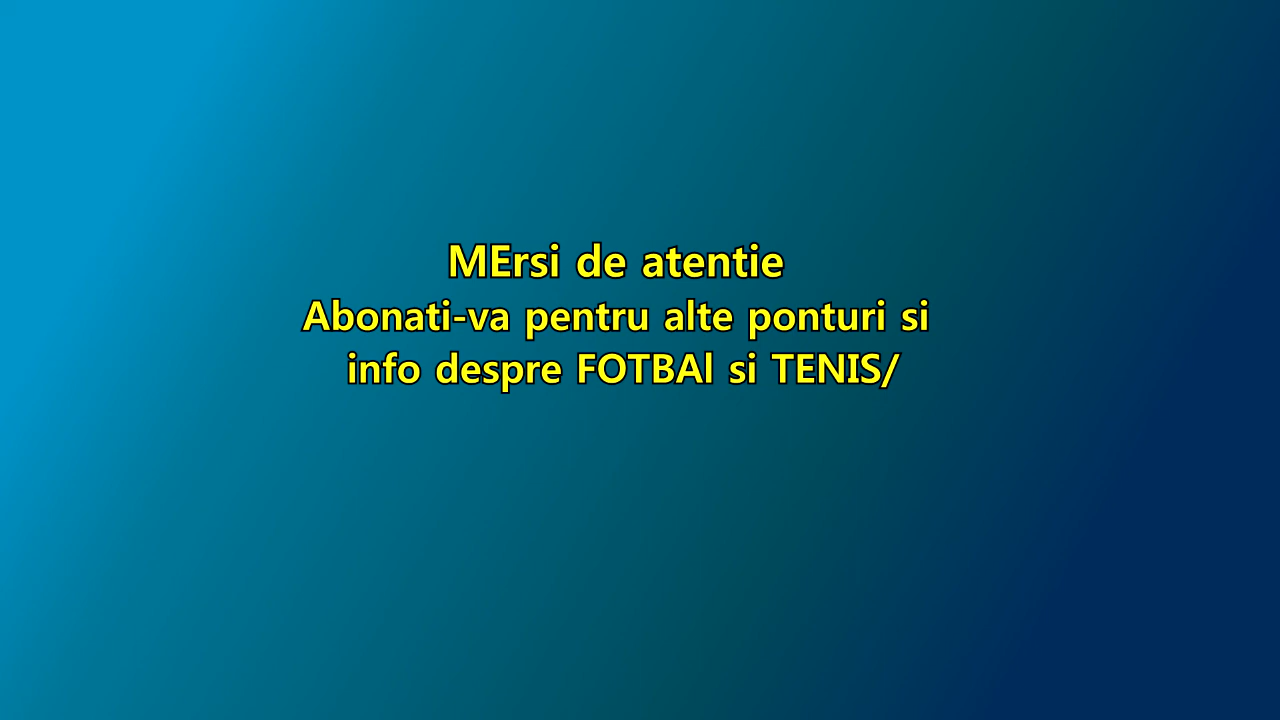 MErsi de atentie
Abonati-va pentru alte ponturi si
info despre FOTBAl si TENIS/